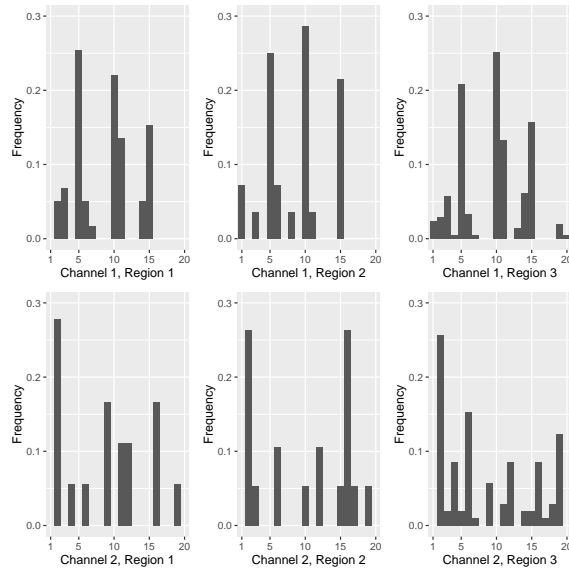 0.3
0.2
0.1
0.0
Frequency
1 5 10 15 20
Channel 1, Region 1
0.3
0.2
0.1
0.0
Frequency
1 5 10 15 20
Channel 1, Region 2
0.3
0.2
0.1
0.0
Frequency
1 5 10 15 20
Channel 1, Region 3
0.3
0.2
0.1
0.0
Frequency
1 5 10 15 20
Channel 2, Region 1
0.3
0.2
0.1
0.0
Frequency
1 5 10 15 20
Channel 2, Region 2
0.3
0.2
0.1
0.0
Frequency
1 5 10 15 20
Channel 2, Region 3